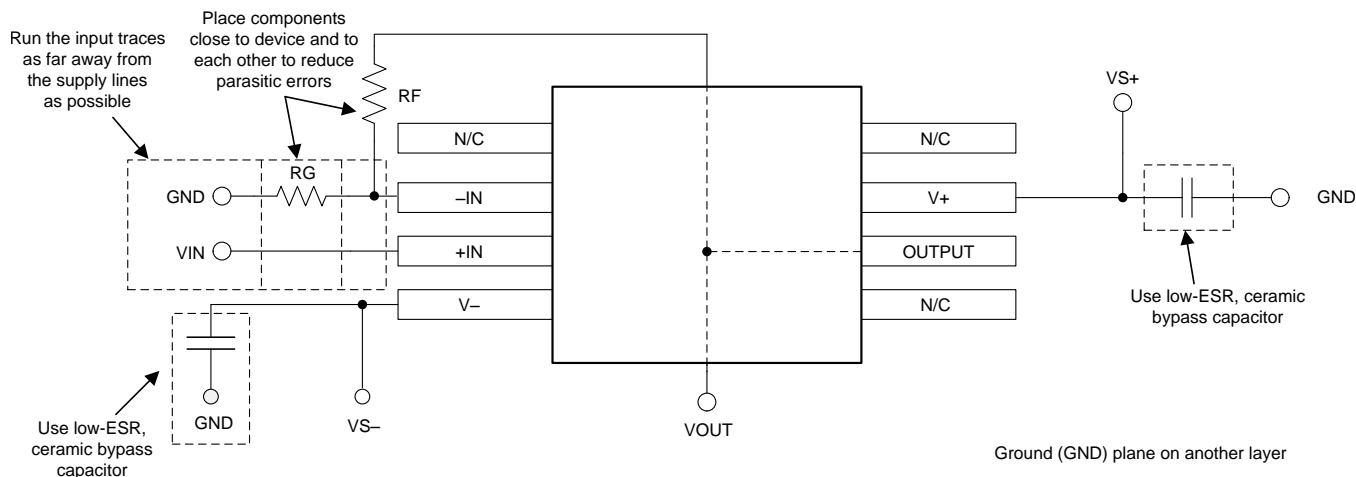 Run the input traces
as far away from
the supply lines
as possible
Place components
close to device and to
each other to reduce
parasitic errors
RF
VS+
N/C
N/C
RG
GND
–IN
V+
GND
VIN
+IN
OUTPUT
V–
N/C
Use low-ESR, ceramic
bypass capacitor
GND
VS–
VOUT
Use low-ESR,
ceramic bypass
capacitor
Ground (GND) plane on another layer